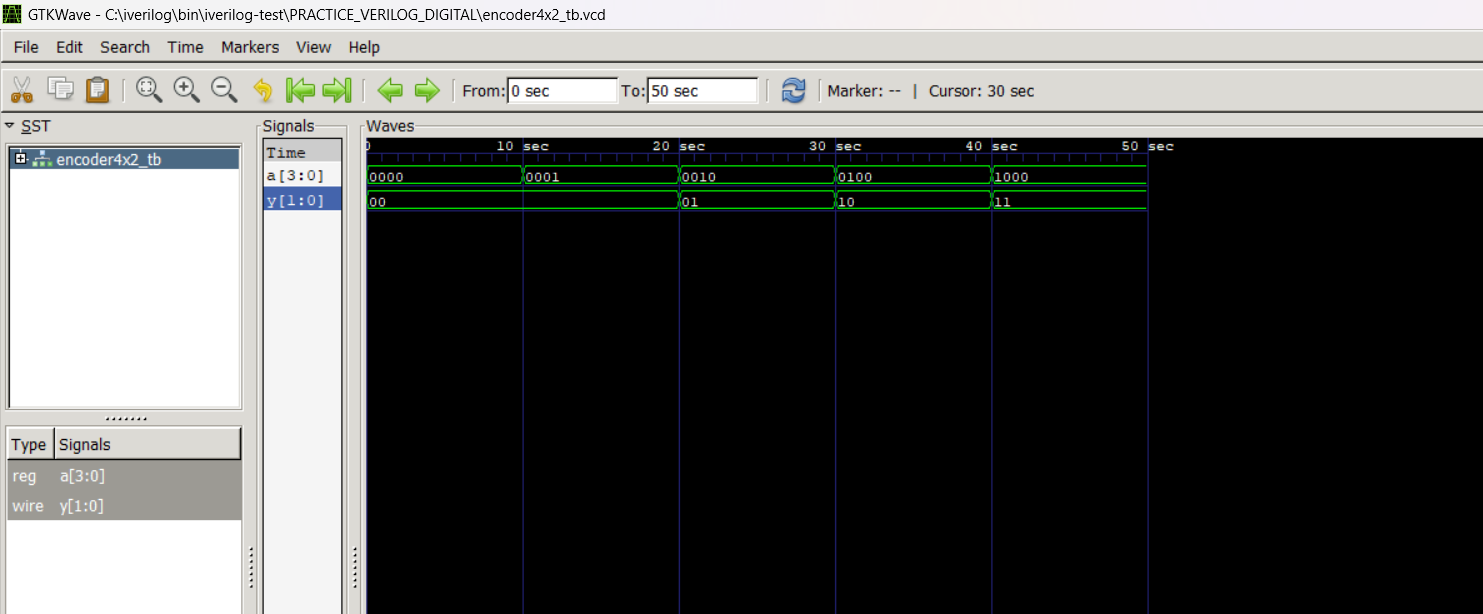 GTKWave - C:\iverilog\bin\iverilog-test\PRACTICE_VERILOG_DIGITAL\encoder4x2_tb.vcd
File Edit Search Time Markers View Help
From: 0 sec To: 50 sec Marker: -- | Cursor: 30 sec
SST
encoder4x2_tb
Type Signals
reg a[3:0]
wire y[1:0]
Signals
Time
a[3:0]
y[1:0]
Waves
0 10 sec 20 sec 30 sec 40 sec 50 sec
0000 0001 0010 0100 1000
00 01 10 11